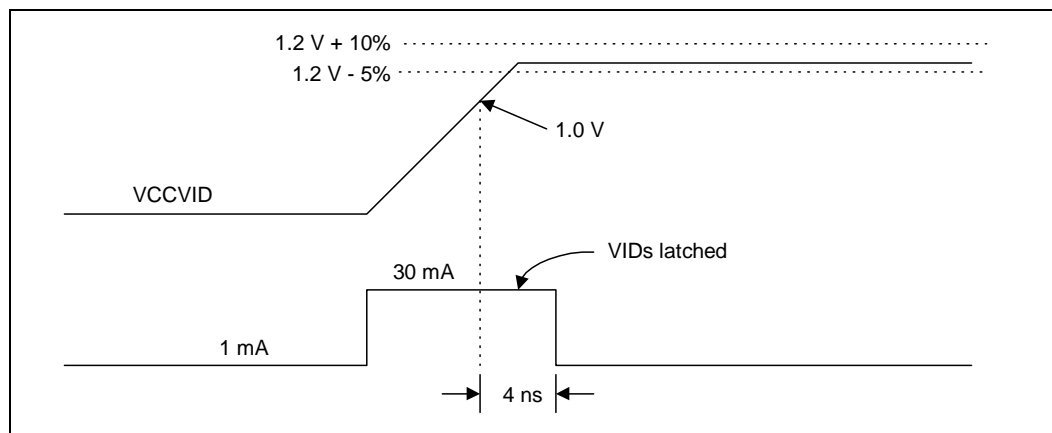 1.2 V + 10%
1.2 V - 5%
1.0 V
VCCVID
VIDs latched
30 mA
1 mA
4 ns